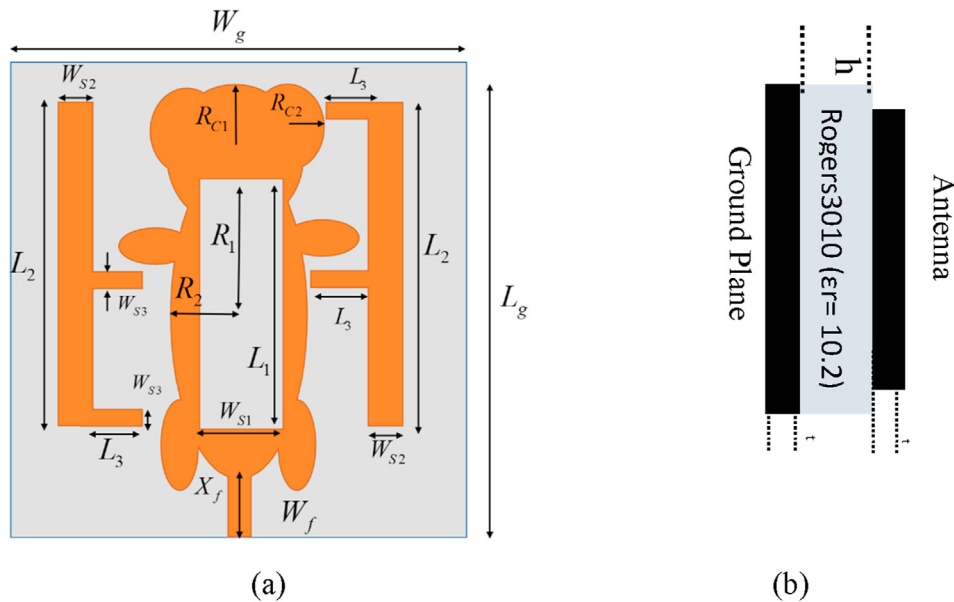 W_g
W_S2
L_3
R_C1
R_C2
L_2
R_1
L_2
R_2
W_S3
L_3
L_g
L_1
W_S3
W_S1
L_3
W_S2
X_f
W_f
(a)
h
Ground Plane
Rogers3010 (εr= 10.2)
Antenna
t
t
(b)